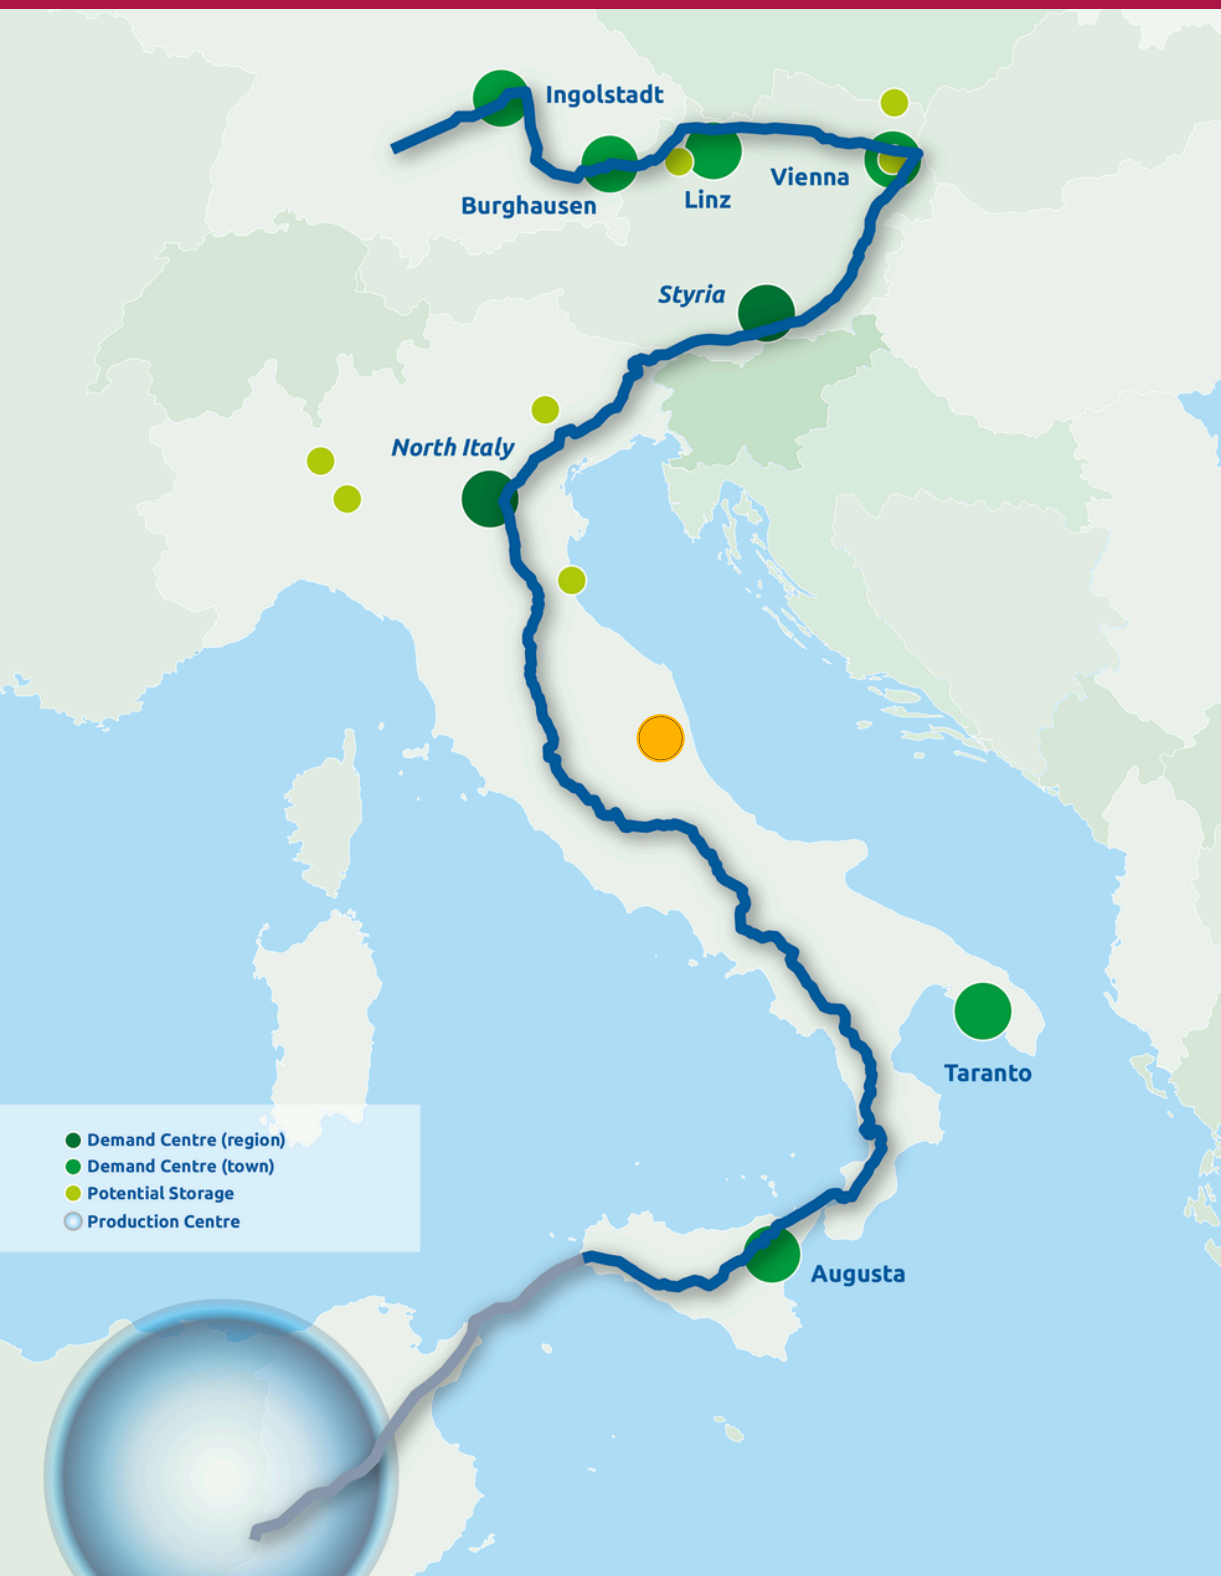 Ingolstadt
Burghausen
Linz
Vienna
Styria
North Italy
Taranto
Demand Centre (region)
Demand Centre (town)
Potential Storage
Production Centre
Augusta